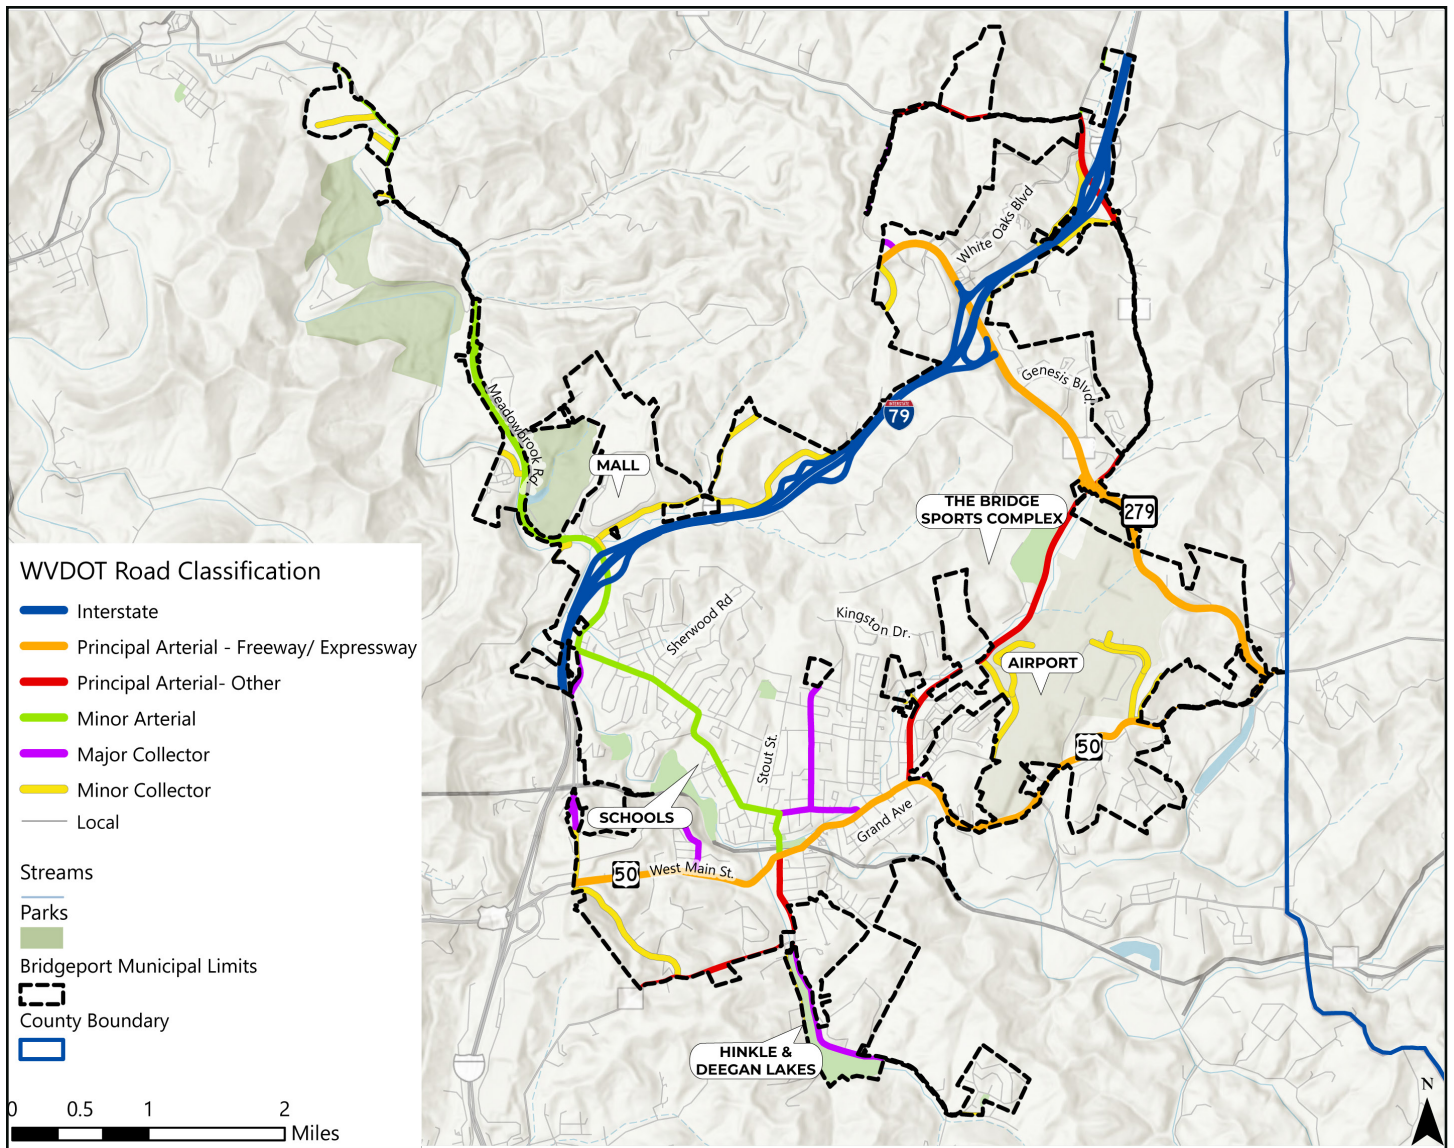 White Oaks Blvd
Genesis Blvd.
Meadowbrook Rd
INTERSTATE
79
MALL
THE BRIDGE
SPORTS COMPLEX
279
Sherwood Rd
Kingston Dr.
AIRPORT
50
Stout St.
SCHOOLS
Grand Ave
50
West Main St.
HINKLE &
DEEGAN LAKES
WVDOT Road Classification
Interstate
Principal Arterial - Freeway/ Expressway
Principal Arterial- Other
Minor Arterial
Major Collector
Minor Collector
Local
Streams
Parks
Bridgeport Municipal Limits
County Boundary
0 0.5 1 2
Miles
N